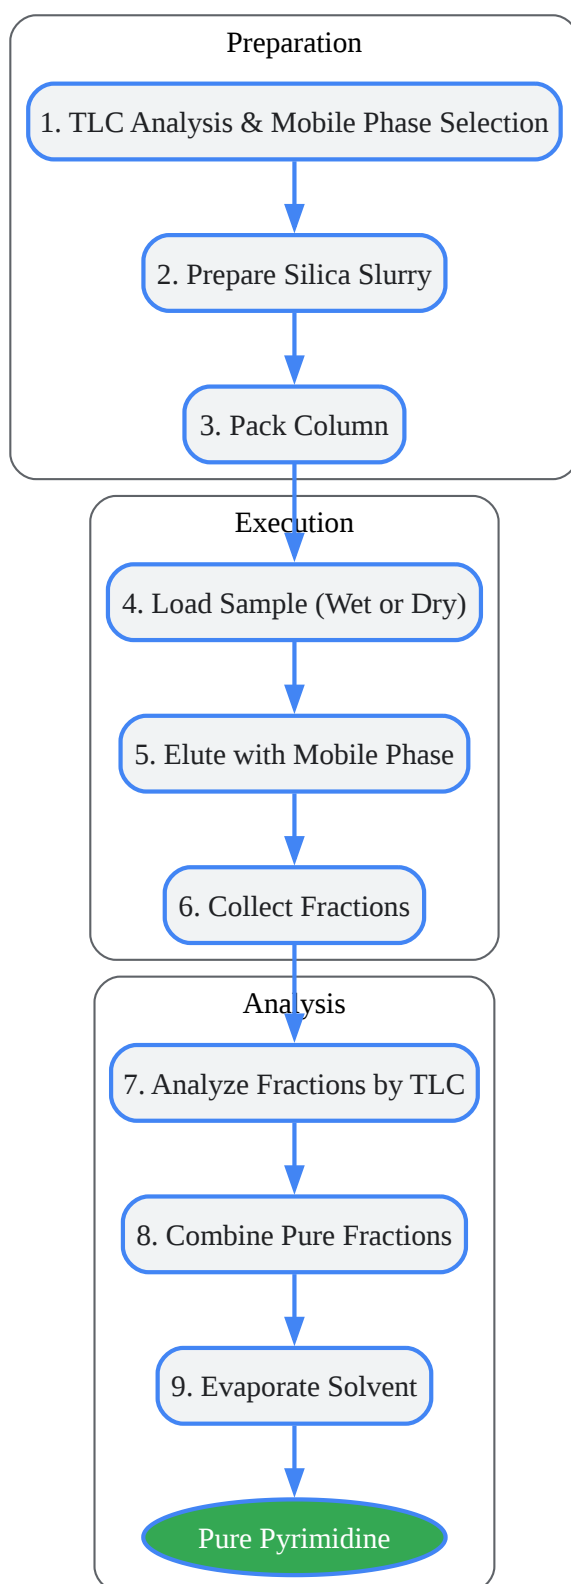 Preparation
1. TLC Analysis & Mobile Phase Selection
2. Prepare Silica Slurry
3. Pack Column
Execution
4. Load Sample (Wet or Dry)
5. Elute with Mobile Phase
6. Collect Fractions
Analysis
7. Analyze Fractions by TLC
8. Combine Pure Fractions
9. Evaporate Solvent
Pure Pyrimidine